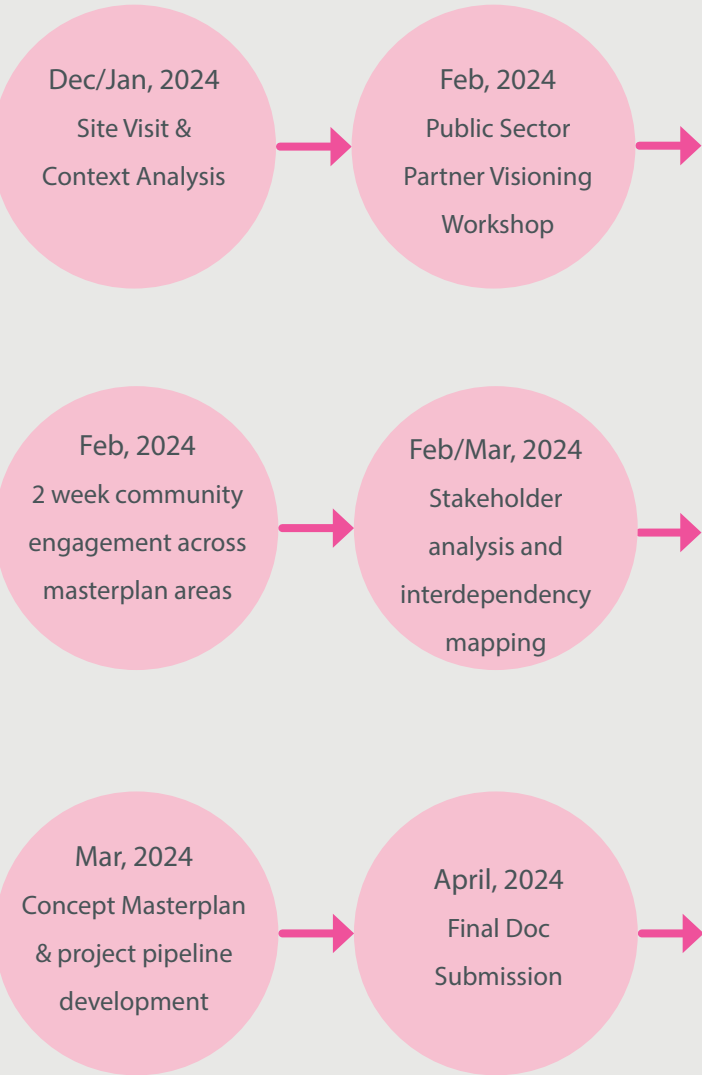 Dec/Jan, 2024
Site Visit &
Context Analysis
Feb, 2024
Public Sector
Partner Visioning
Workshop
Feb, 2024
2 week community
engagement across
masterplan areas
Feb/Mar, 2024
Stakeholder
analysis and
interdependency
mapping
Mar, 2024
Concept Masterplan
& project pipeline
development
April, 2024
Final Doc
Submission